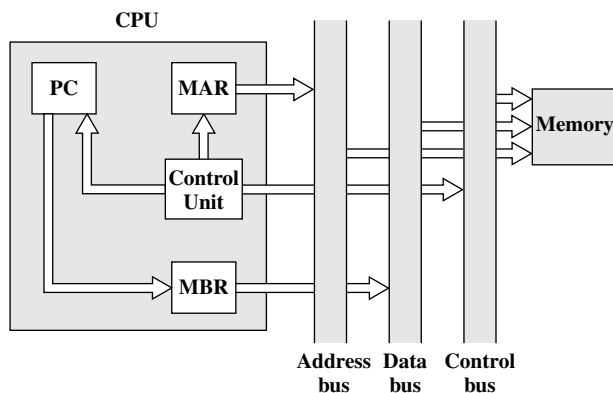 CPU
PC
MAR
Memory
Control
Unit
MBR
Address
bus
Data
bus
Control
bus